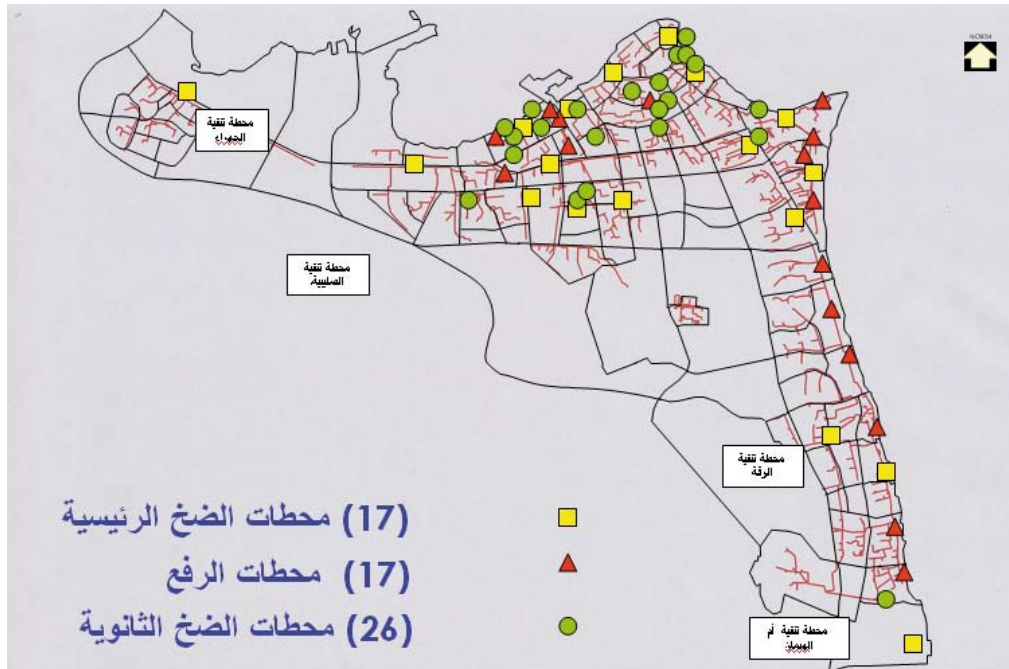 NORTH
محطة تنقية
الجهراء
محطة تنقية
الصليبية
محطة تنقية
الرقة
(17) محطات الضخ الرئيسية
(17) محطات الرفع
(26) محطات الضخ الثانوية
محطة تنقية أم
الهيمان